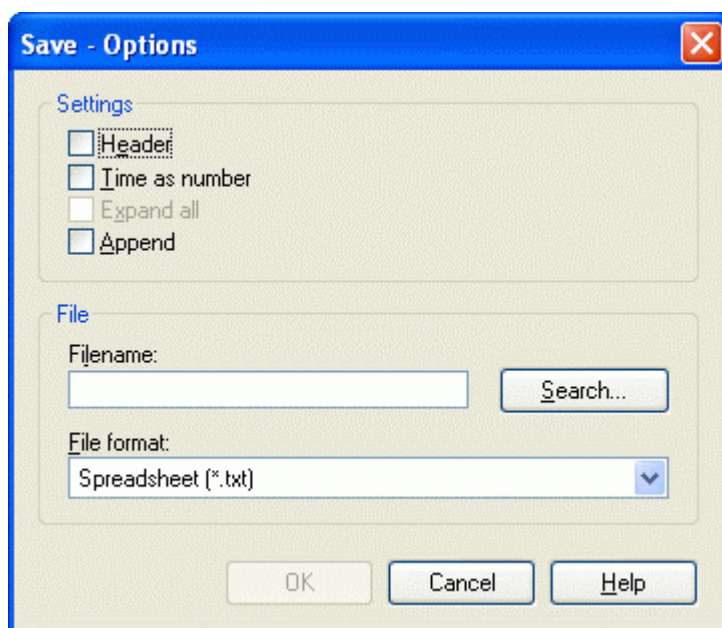 Save - Options
Settings
Header
Time as number
Expand all
Append
File
Filename:
Search...
File format:
Spreadsheet (*.txt)
OK
Cancel
Help